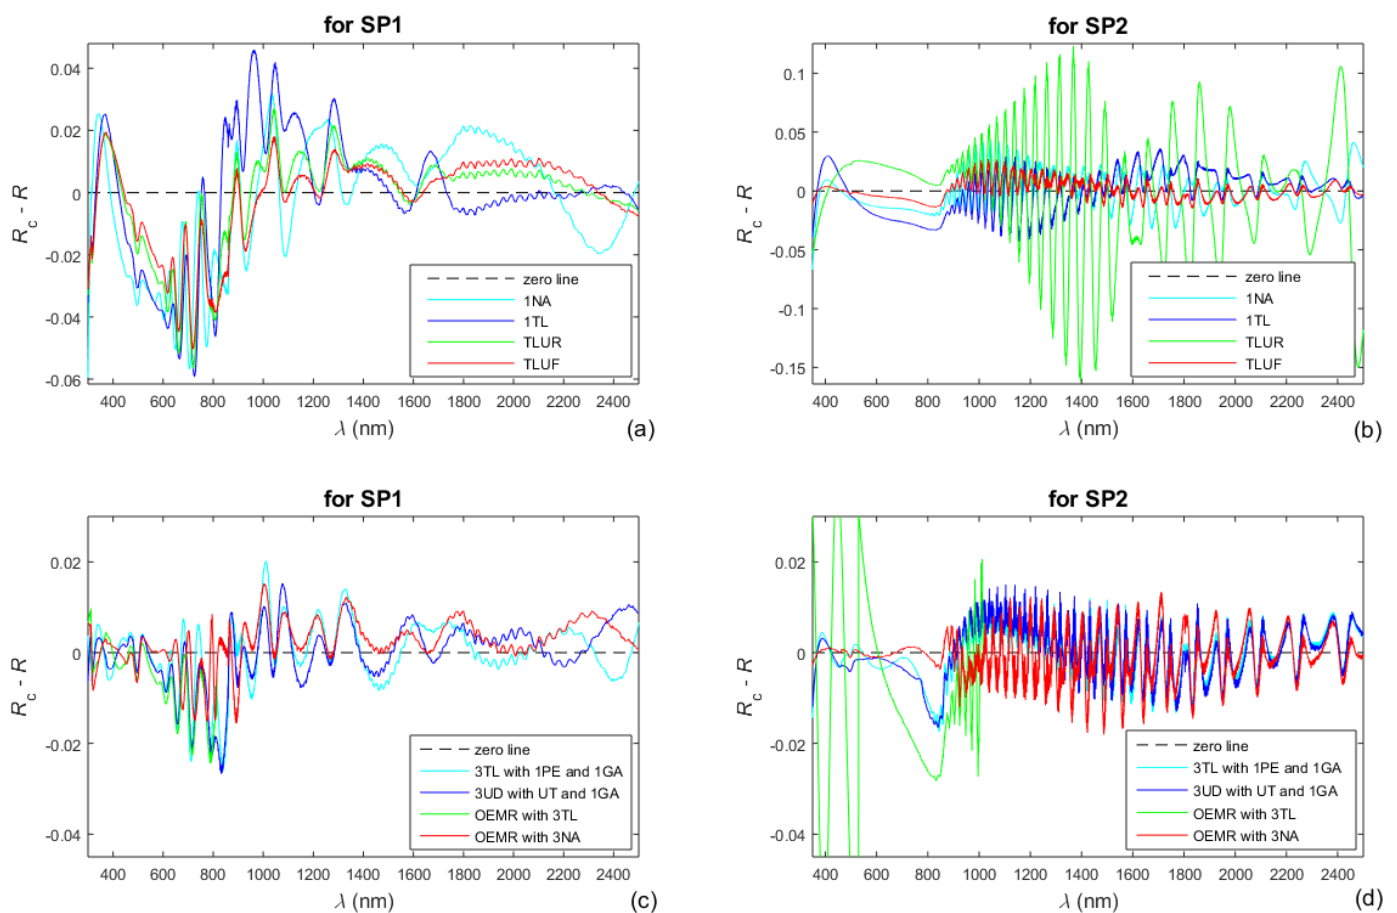 for SP1
0.04
0.02
0
-0.02
-0.04
-0.06
R_c - R
400 600 800 1000 1200 1400 1600 1800 2000 2200 2400
λ (nm)
(a)
zero line
1NA
1TL
TLUR
TLUF
for SP2
0.1
0.05
0
-0.05
-0.1
-0.15
R_c - R
400 600 800 1000 1200 1400 1600 1800 2000 2200 2400
λ (nm)
(b)
zero line
1NA
1TL
TLUR
TLUF
for SP1
0.02
0
-0.02
-0.04
R_c - R
400 600 800 1000 1200 1400 1600 1800 2000 2200 2400
λ (nm)
(c)
zero line
3TL with 1PE and 1GA
3UD with UT and 1GA
OEMR with 3TL
OEMR with 3NA
for SP2
0.02
0
-0.02
-0.04
R_c - R
400 600 800 1000 1200 1400 1600 1800 2000 2200 2400
λ (nm)
(d)
zero line
3TL with 1PE and 1GA
3UD with UT and 1GA
OEMR with 3TL
OEMR with 3NA